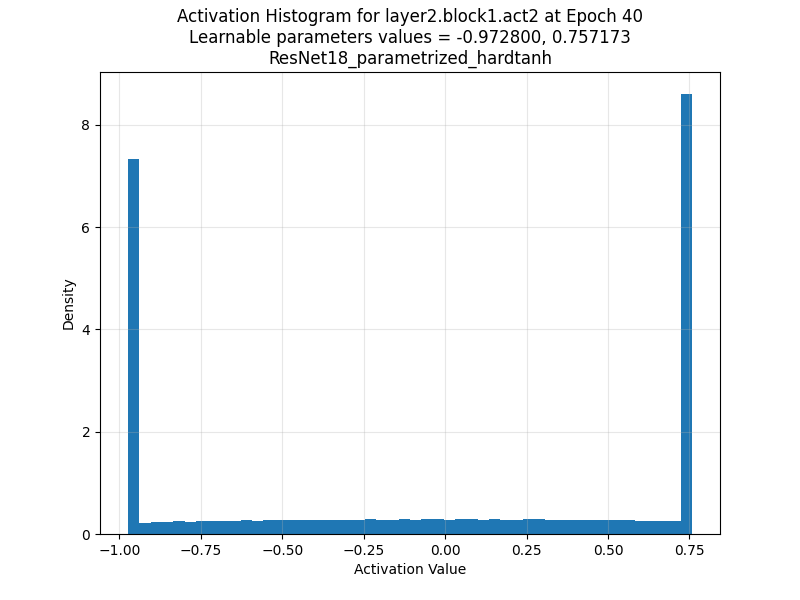 Activation Histogram for layer2.block1.act2 at Epoch 40
Learnable parameters values = -0.972800, 0.757173
ResNet18_parametrized_hardtanh
Density
8
6
4
2
0
−1.00 −0.75 −0.50 −0.25 0.00 0.25 0.50 0.75
Activation Value